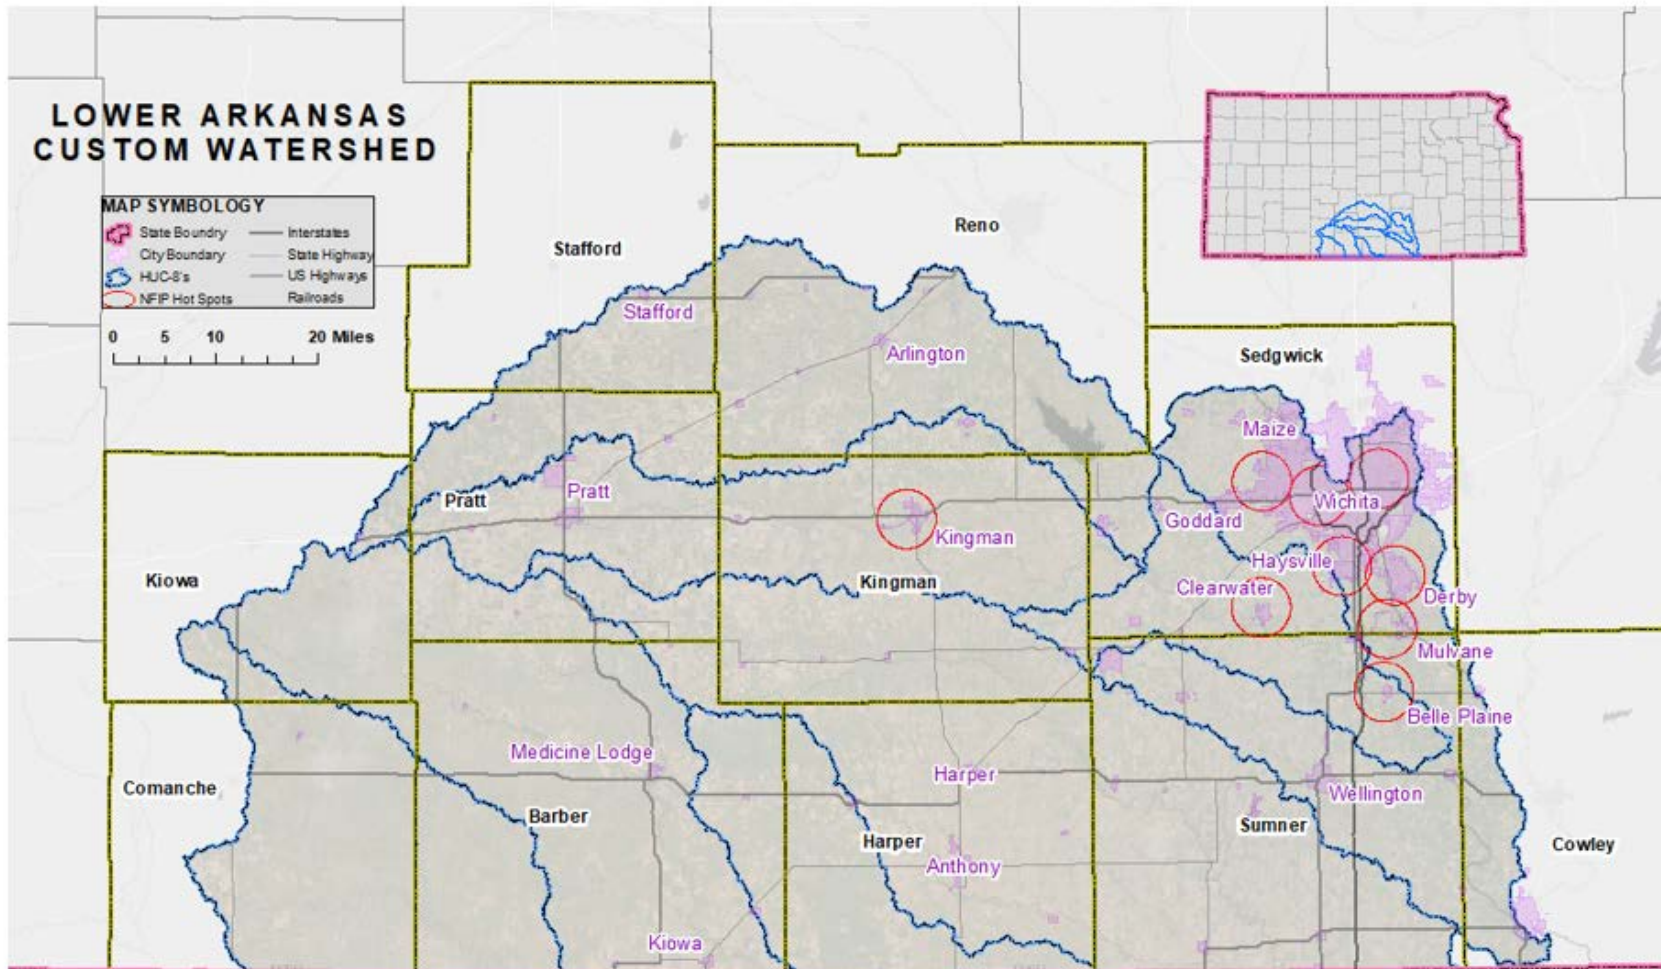 LOWER ARKANSAS
CUSTOM WATERSHED
MAP SYMBOLOGY
State Boundry
Interstates
City Boundary
State Highway
HUC-8's
US Highways
NFIP Hot Spots
Railroads
0 5 10 20 Miles
Reno
Stafford
Stafford
Arlington
Sedgwick
Maize
Pratt
Pratt
Wichita
Goddard
Kingman
Haysville
Kiowa
Kingman
Clearwater
Derby
Mulvane
Belle Plaine
Medicine Lodge
Harper
Comanche
Wellington
Barber
Sumner
Harper
Cowley
Anthony
Kiowa